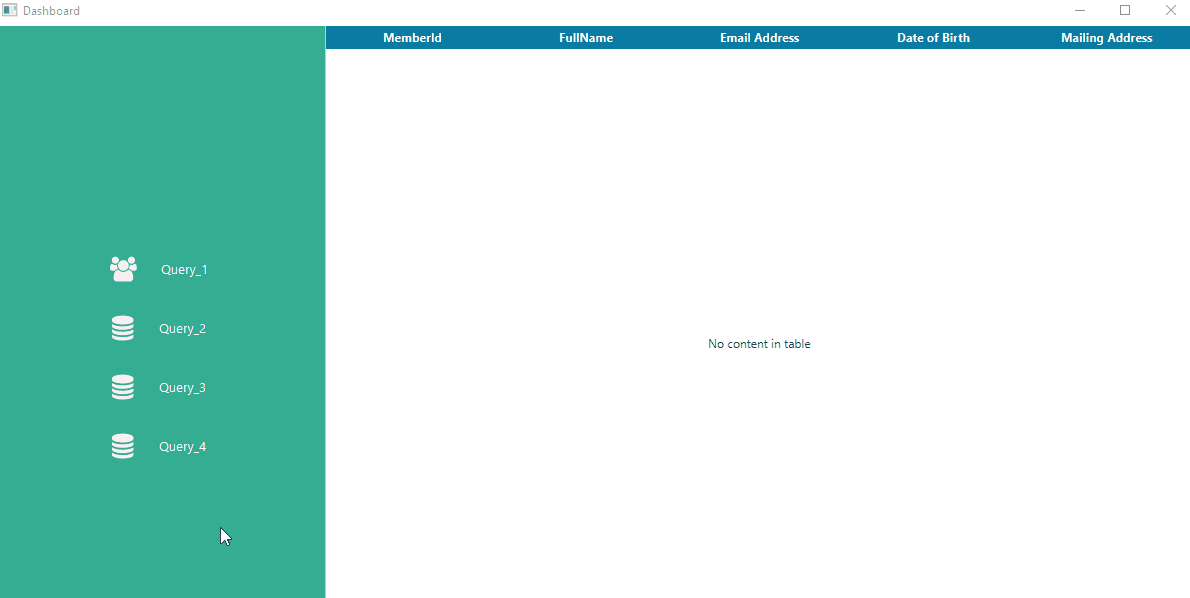 Dashboard
MemberId FullName Email Address Date of Birth Mailing Address
Query_1
Query_2
Query_3
Query_4
No content in table